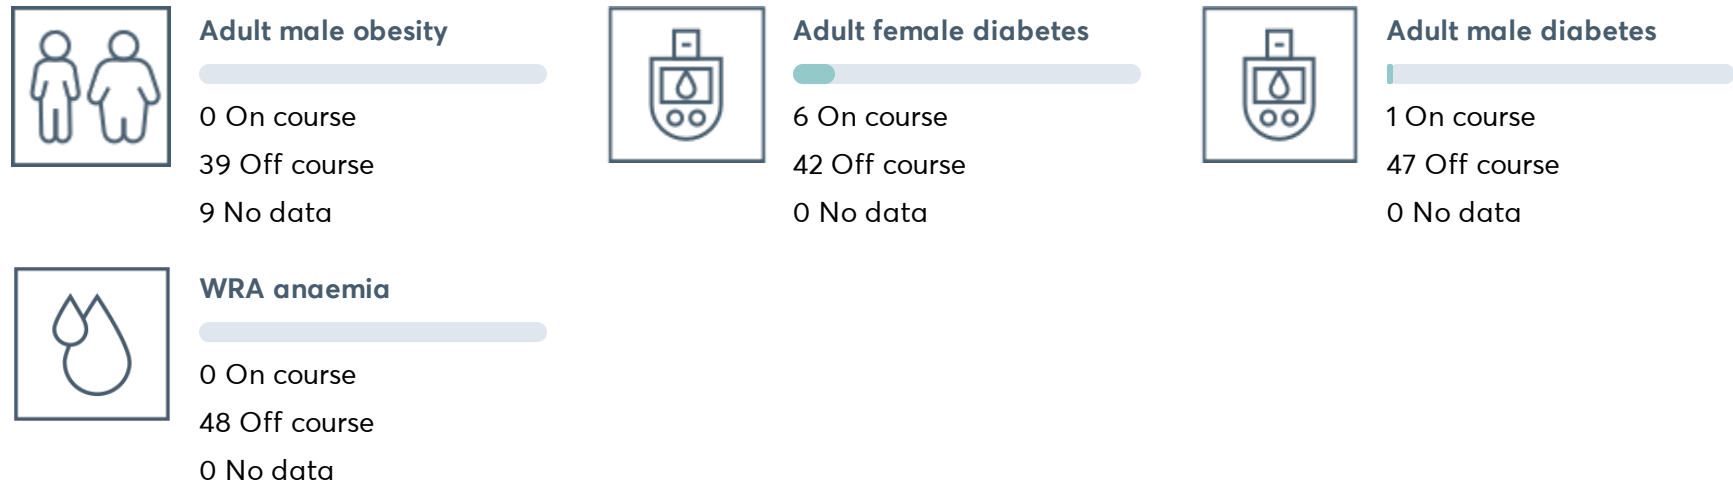 Adult male obesity
0 On course
39 Off course
9 No data
Adult female diabetes
6 On course
42 Off course
0 No data
Adult male diabetes
1 On course
47 Off course
0 No data
WRA anaemia
0 On course
48 Off course
0 No data